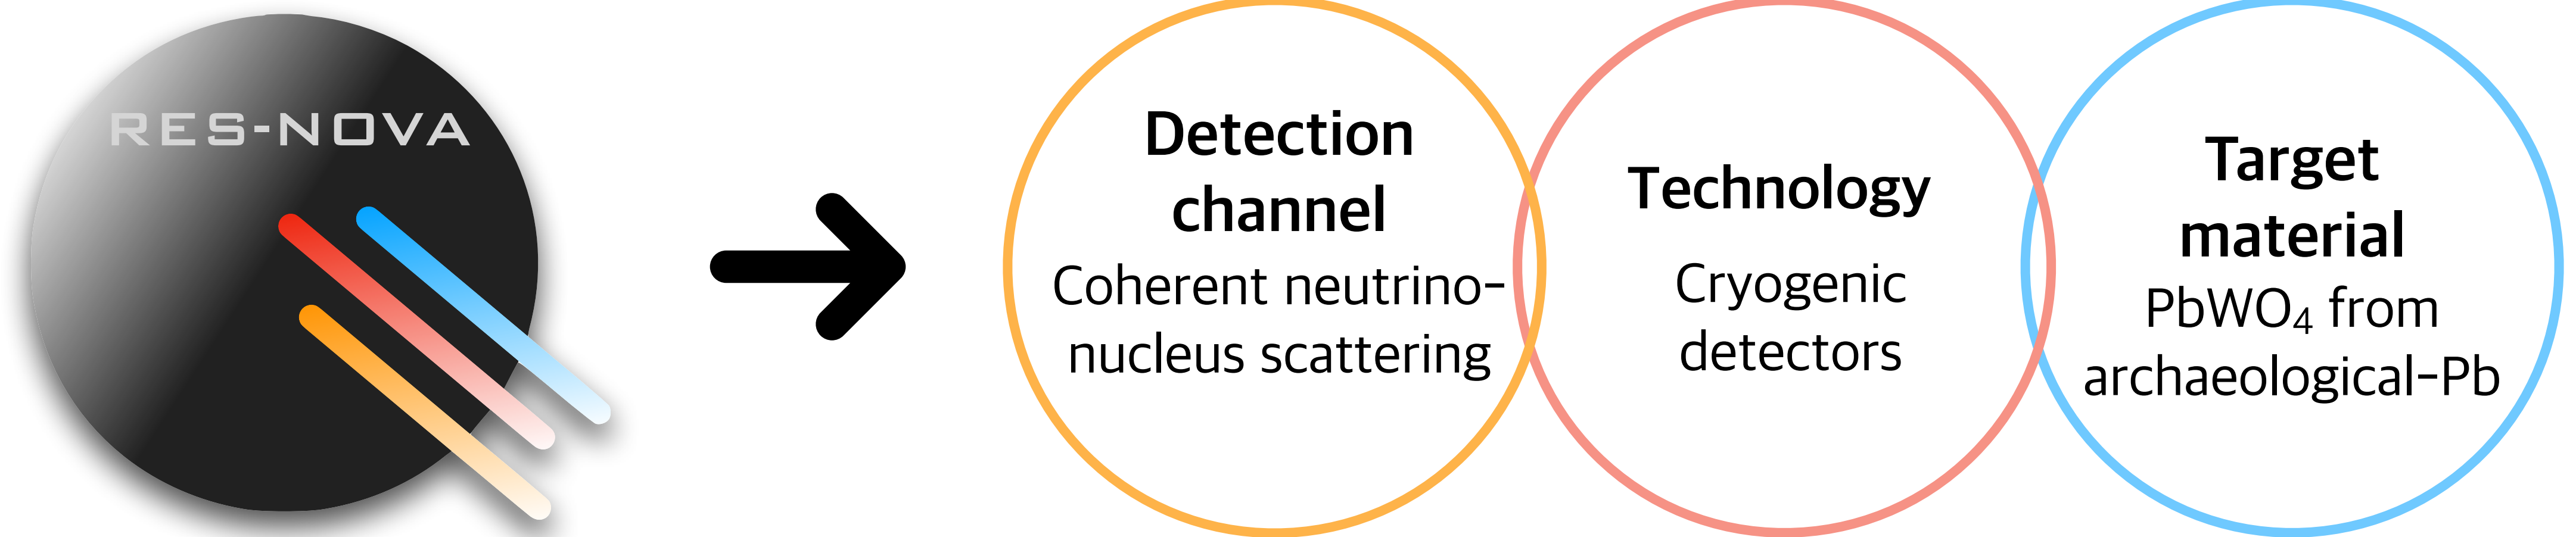 RES-NOVA
Detection
channel
Coherent neutrino-
nucleus scattering
Technology
Cryogenic
detectors
Target
material
PbWO₄ from
archaeological-Pb